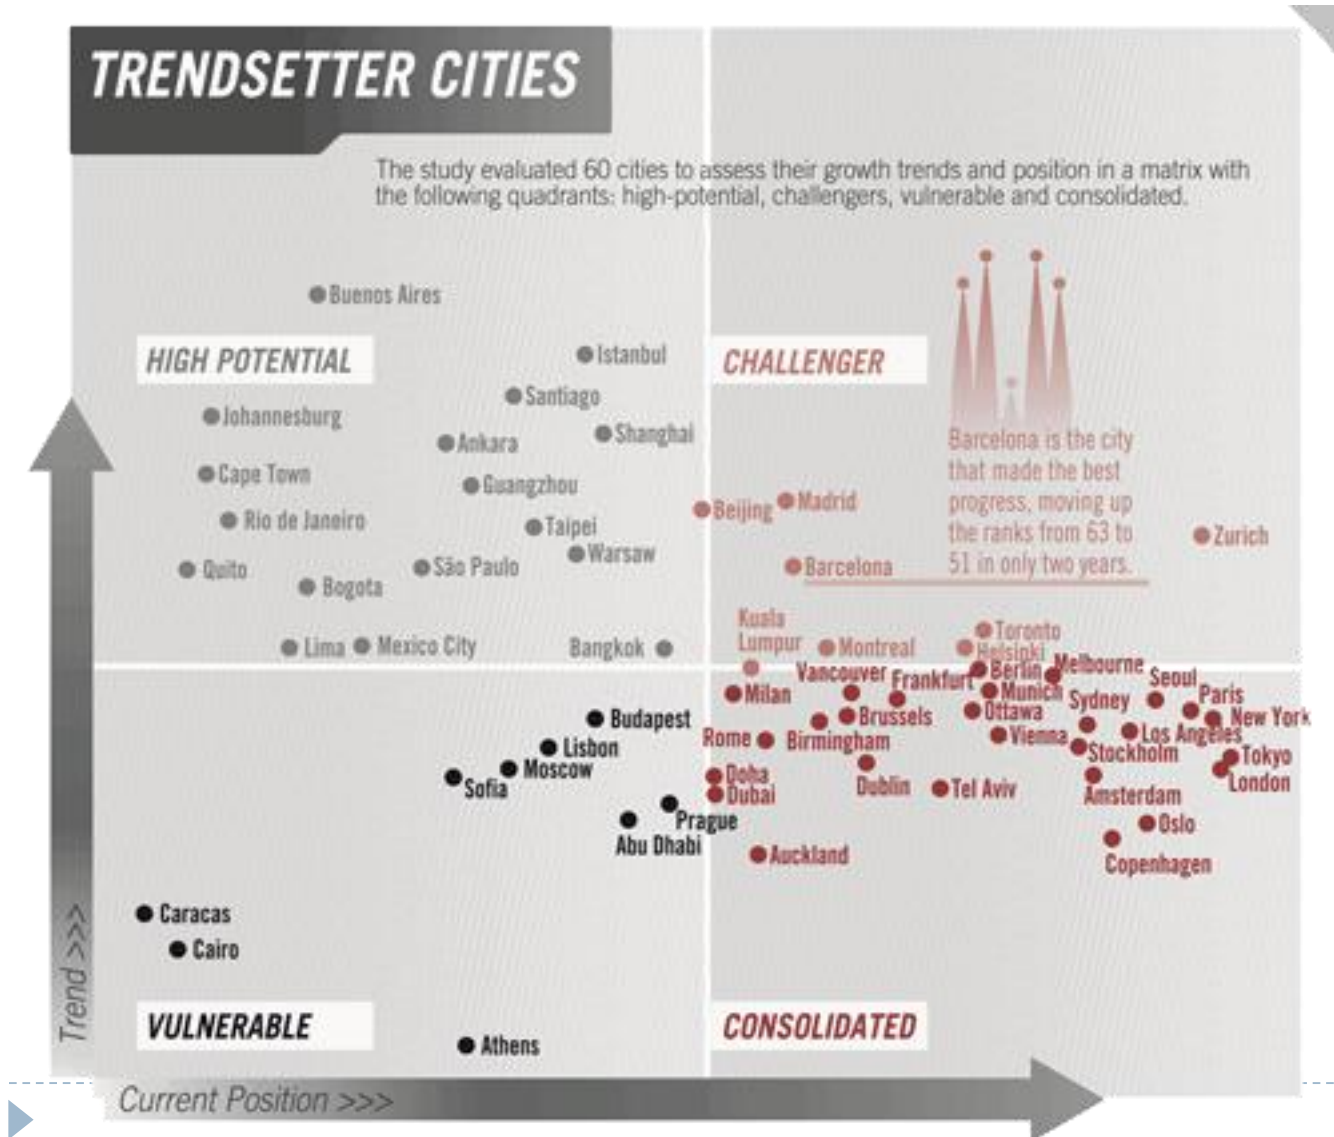 TRENDSETTER CITIES
The study evaluated 60 cities to assess their growth trends and position in a matrix with
the following quadrants: high-potential, challengers, vulnerable and consolidated.
Buenos Aires
HIGH POTENTIAL
Istanbul
Santiago
Johannesburg
Shanghai
Ankara
Cape Town
Guangzhou
Rio de Janeiro
Taipei
Warsaw
Quito
São Paulo
Bogota
Lima
Mexico City
Bangkok
CHALLENGER
Barcelona is the city
that made the best
progress, moving up
the ranks from 63 to
51 in only two years.
Madrid
Beijing
Zurich
Barcelona
Kuala
Lumpur
Montreal
Toronto
Helsinki
Budapest
Lisbon
Moscow
Sofia
Prague
Abu Dhabi
Caracas
Cairo
VULNERABLE
Athens
Berlin
Melbourne
Vancouver
Frankfurt
Seoul
Milan
Munich
Sydney
Paris
Brussels
Ottawa
New York
Rome
Birmingham
Vienna
Los Angeles
Stockholm
Tokyo
Doha
Dublin
London
Dubai
Tel Aviv
Amsterdam
Oslo
Auckland
Copenhagen
CONSOLIDATED
Trend >>>
Current Position >>>